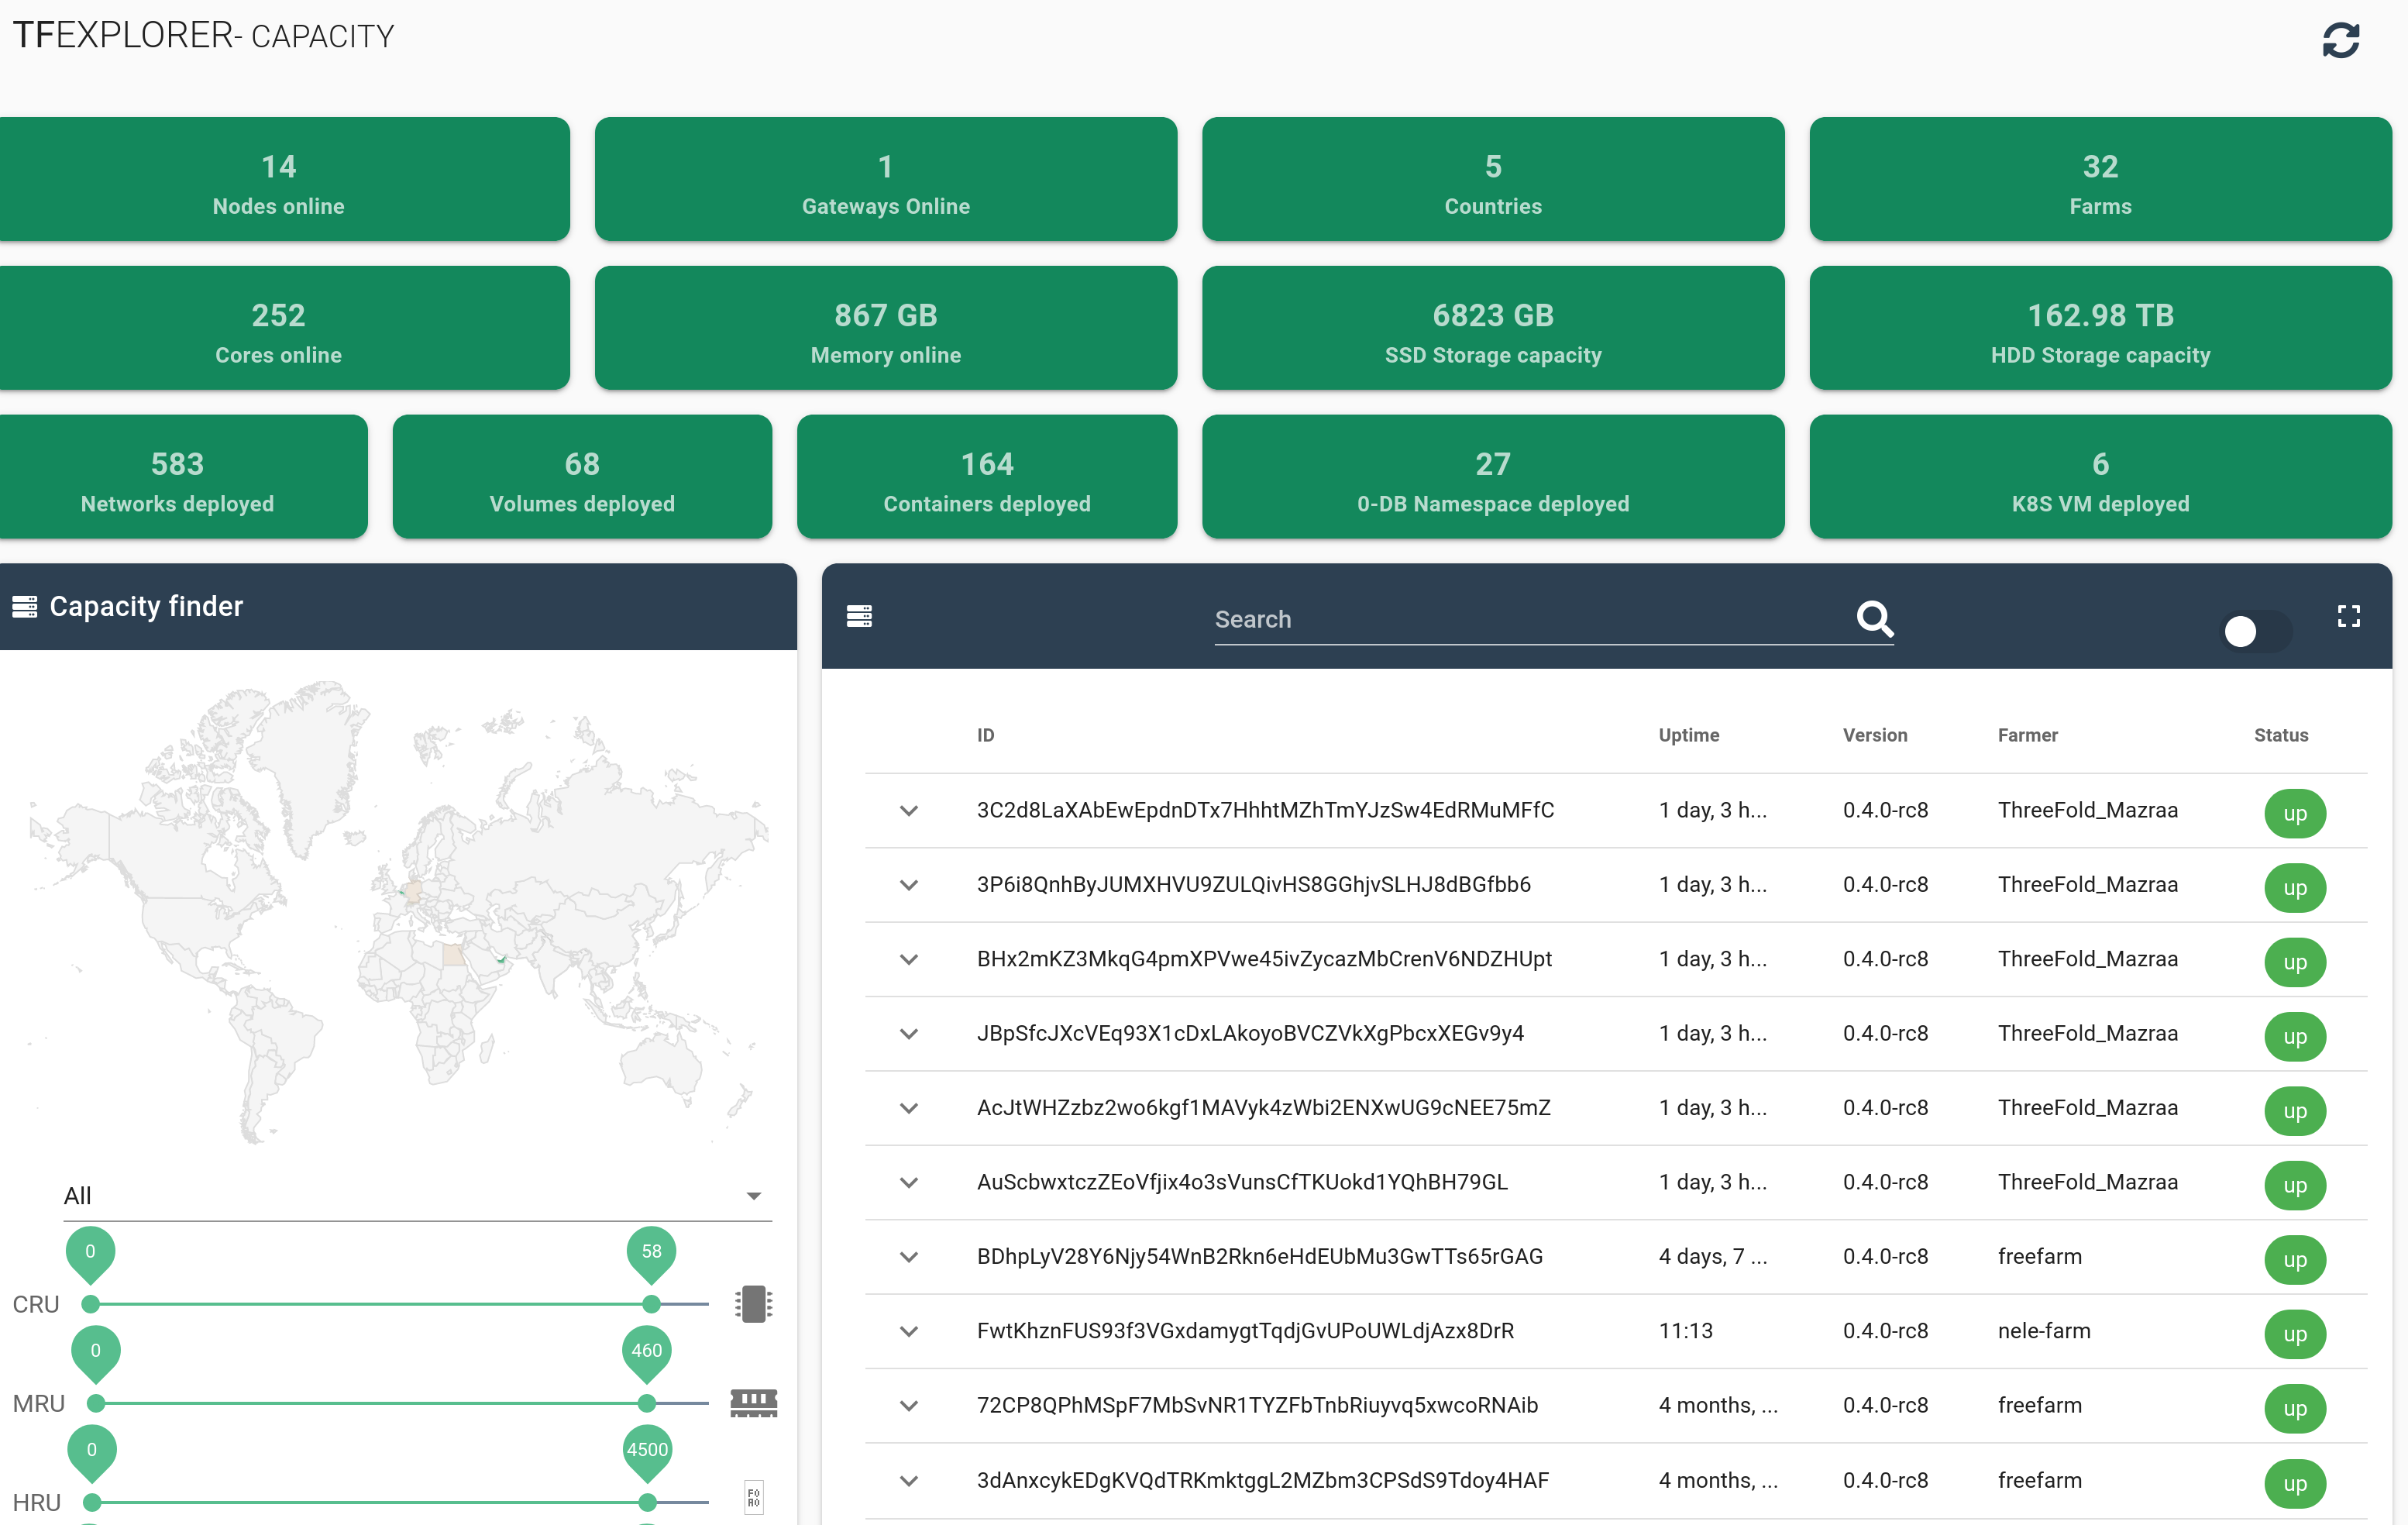 TFEXPLORER- CAPACITY
14
Nodes online
1
Gateways Online
5
Countries
32
Farms
252
Cores online
867 GB
Memory online
6823 GB
SSD Storage capacity
162.98 TB
HDD Storage capacity
583
Networks deployed
68
Volumes deployed
164
Containers deployed
27
0-DB Namespace deployed
6
K8S VM deployed
Capacity finder
All
0 58
CRU
0 460
MRU
0 4500
HRU
Search
ID Uptime Version Farmer Status
3C2d8LaXAbEwEpdnDTx7HhhtMZhTmYJzSw4EdRMuMFfC 1 day, 3 h... 0.4.0-rc8 ThreeFold_Mazraa up
3P6i8QnhByJUMXHVU9ZULQivHS8GGhjvSLHJ8dBGfbb6 1 day, 3 h... 0.4.0-rc8 ThreeFold_Mazraa up
BHx2mKZ3MkqG4pmXPVwe45ivZycazMbCrenV6NDZHUpt 1 day, 3 h... 0.4.0-rc8 ThreeFold_Mazraa up
JBpSfcJXcVEq93X1cDxLAkoyoBVCZVkXgPbcxXEGv9y4 1 day, 3 h... 0.4.0-rc8 ThreeFold_Mazraa up
AcJtWHZzbz2wo6kgf1MAVyk4zWbi2ENXwUG9cNEE75mZ 1 day, 3 h... 0.4.0-rc8 ThreeFold_Mazraa up
AuScbwxtczZEoVfjix4o3sVunsCfTKUokd1YQhBH79GL 1 day, 3 h... 0.4.0-rc8 ThreeFold_Mazraa up
BDhpLyV28Y6Njy54WnB2Rkn6eHdEUbMu3GwTTs65rGAG 4 days, 7 ... 0.4.0-rc8 freefarm up
FwtKhznFUS93f3VGxdamygtTqdjGvUPoUWLdjAzx8DrR 11:13 0.4.0-rc8 nele-farm up
72CP8QPhMSpF7MbSvNR1TYZFbTnbRiuyvq5xwcoRNAib 4 months, ... 0.4.0-rc8 freefarm up
3dAnxcykEDgKVQdTRKmktggL2MZbm3CPSdS9Tdoy4HAF 4 months, ... 0.4.0-rc8 freefarm up